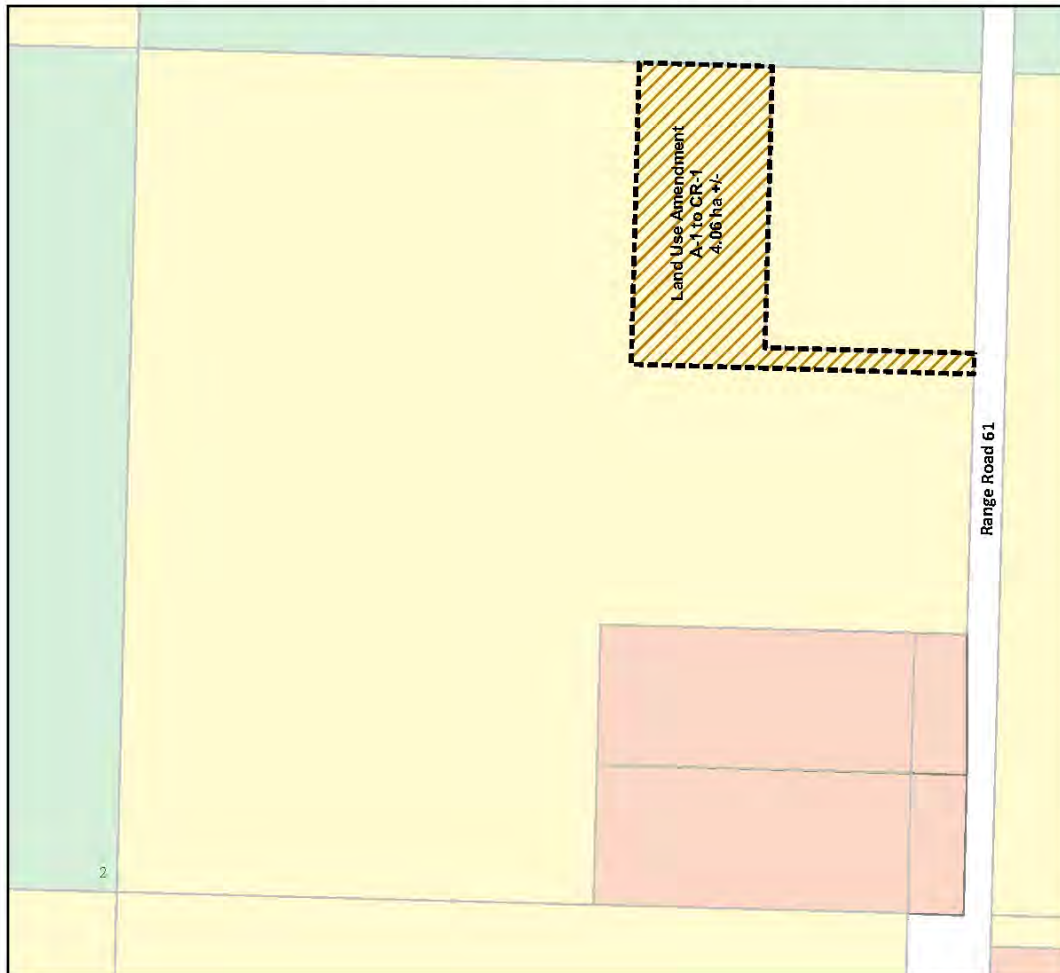 Land Use Amendment
A-1 to CR-1
4.06 ha +/-
Range Road 61
2